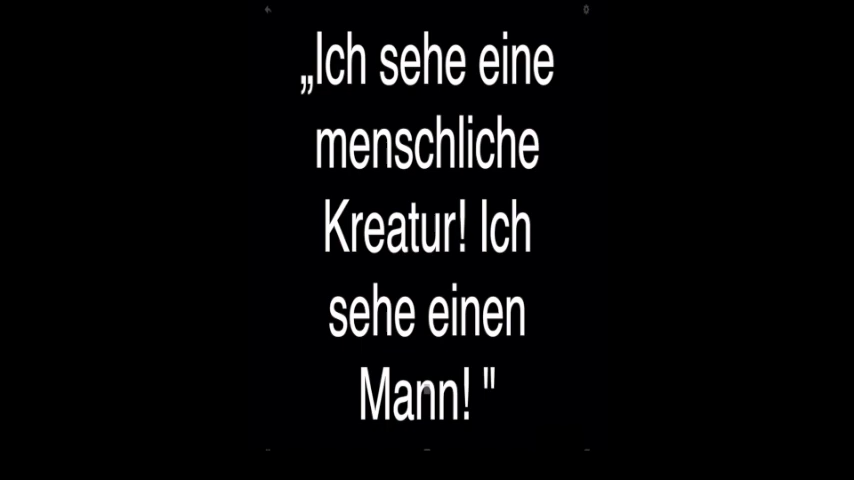 „Ich sehe eine
menschliche
Kreatur! Ich
sehe einen
Mann! "